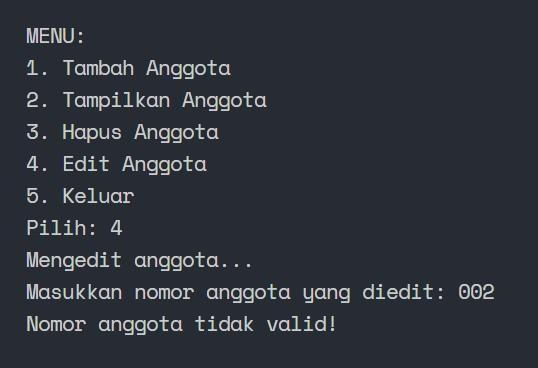 MENU:
1. Tambah Anggota
2. Tampilkan Anggota
3. Hapus Anggota
4. Edit Anggota
5. Keluar
Pilih: 4
Mengedit anggota...
Masukkan nomor anggota yang diedit: 002
Nomor anggota tidak valid!